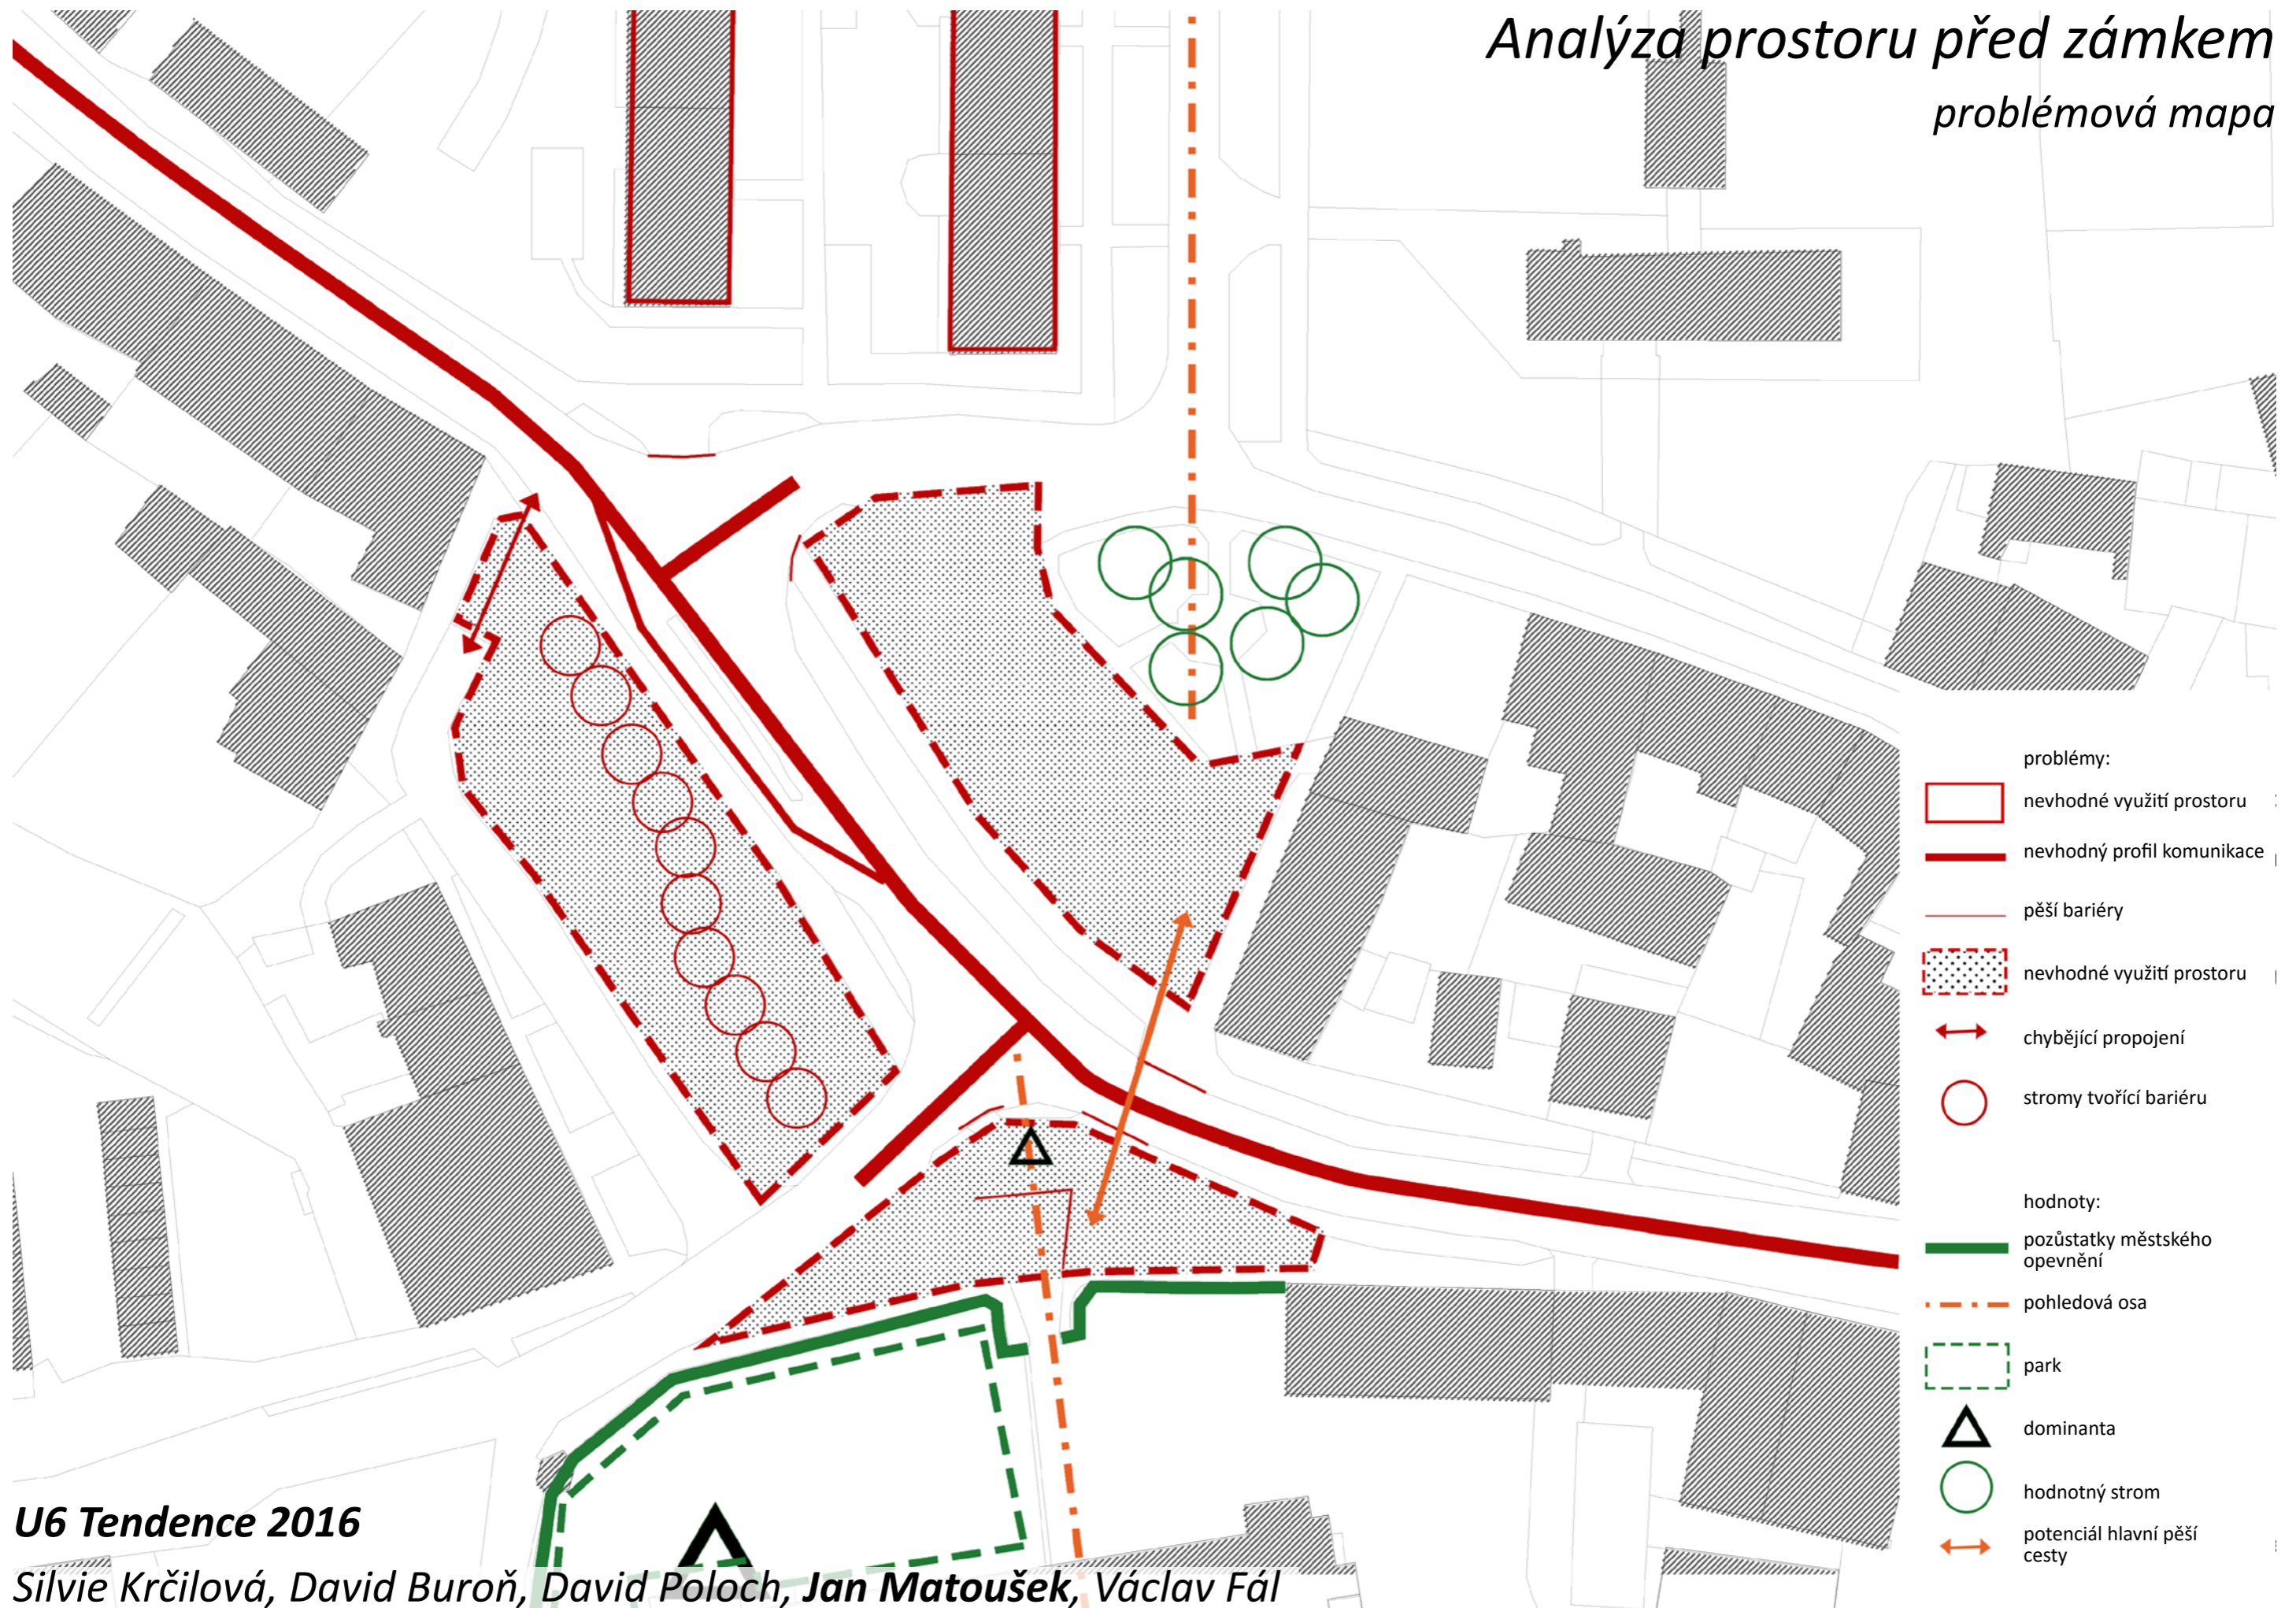 Analýza prostoru před zámkem
problémová mapa
problémy:
nevhodné využití prostoru
nevhodný profil komunikace
pěší bariéry
nevhodné využití prostoru
chybějící propojení
stromy tvořící bariéru
hodnoty:
pozůstatky městského
opevnění
pohledová osa
park
dominanta
hodnotný strom
potenciál hlavní pěší
cesty
U6 Tendence 2016
Silvie Krčilová, David Buroň, David Poloch, Jan Matoušek, Václav Fál